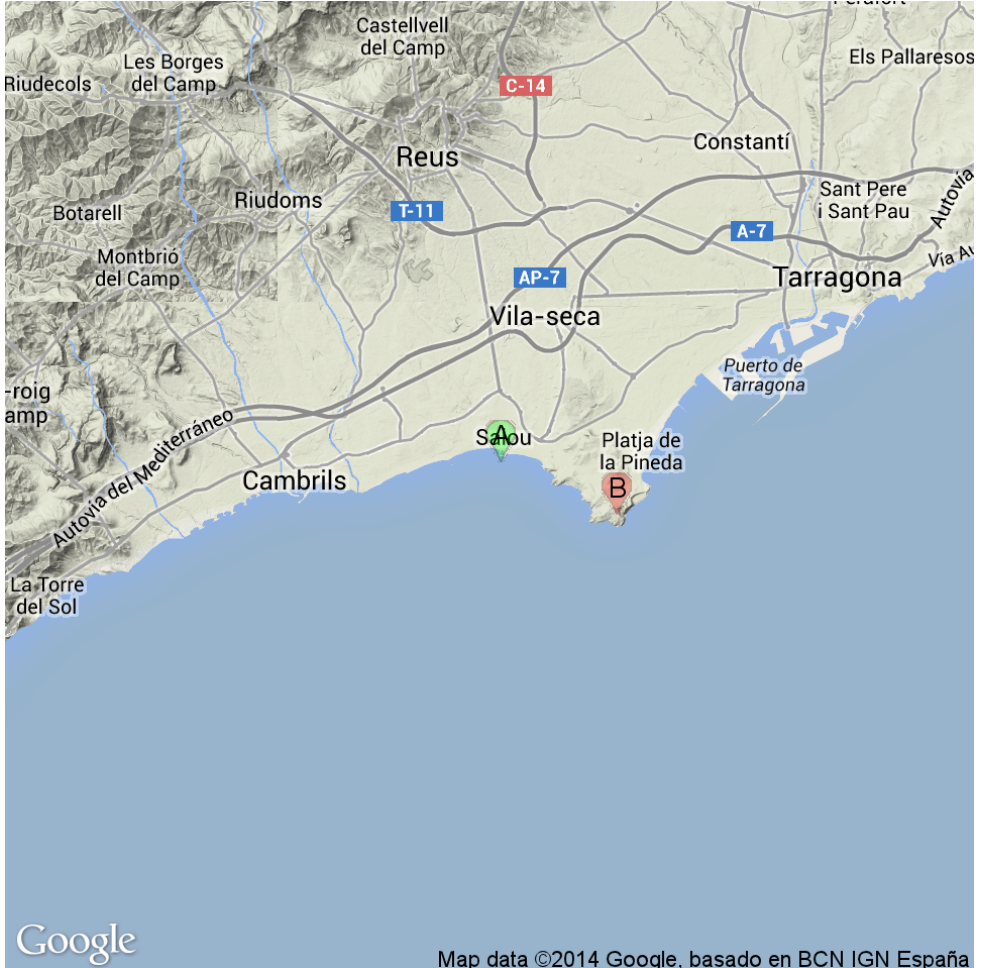 Castellvell
del Camp
Les Borges
del Camp
Riudecols
Els Pallaresos
C-14
Constantí
Reus
Sant Pere
i Sant Pau
Autovía
Riudoms
Botarell
T-11
A-7
Montbrió
del Camp
Vía
AP-7
Tarragona
Vila-seca
Puerto de
Tarragona
-roig
amp
Autovía del Mediterráneo
A
Salou
Platja de
la Pineda
Cambrils
B
La Torre
del Sol
Google
Map data ©2014 Google, basado en BCN IGN España